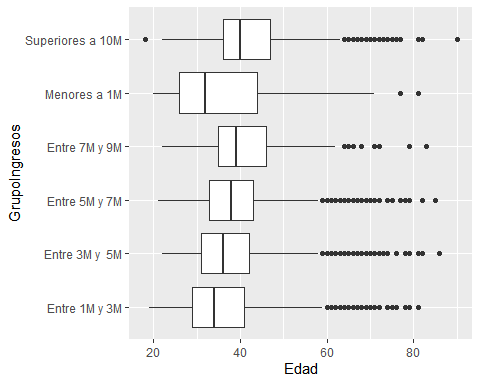 Superiores a 10M
Menores a 1M
Entre 7M y 9M
Entre 5M y 7M
Entre 3M y  5M
Entre 1M y 3M
GrupoIngresos
20 40 60 80
Edad